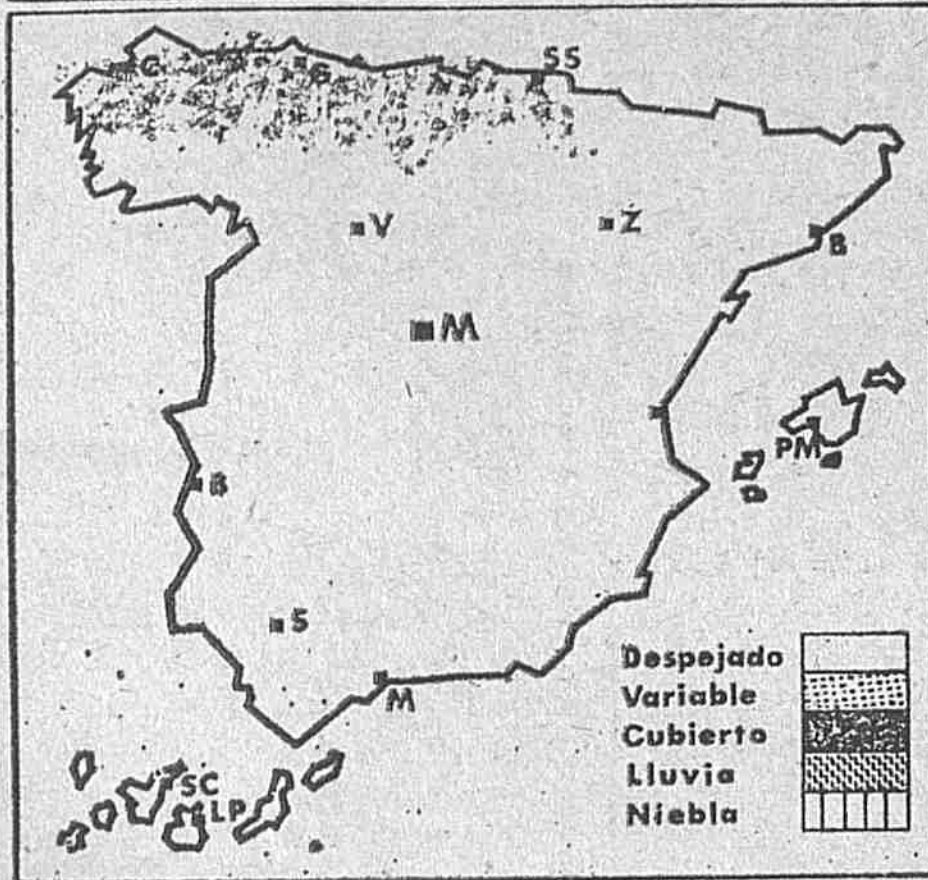 SS
C
G
V
Z
B
M
PM
B
S
M
SC
LP
Despejado
Variable
Cubierto
Lluvia
Niebla